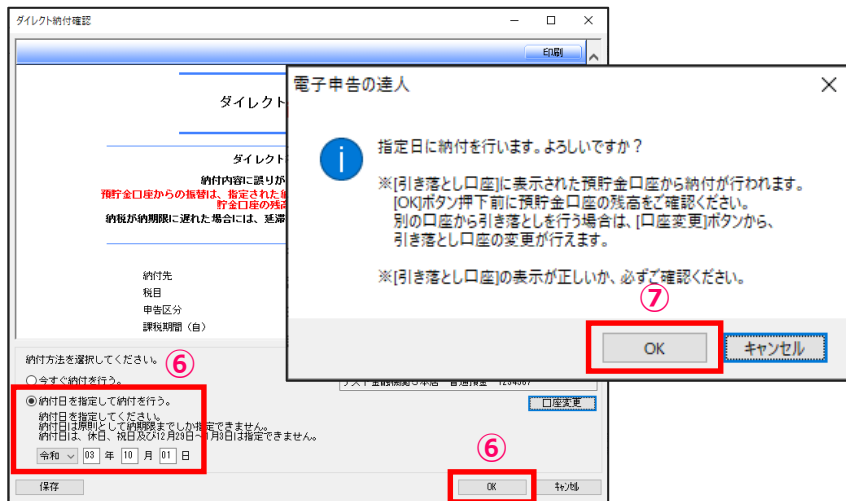 ダイレクト納付確認
印刷
ダイレクト
ダイレクト
納付内容に誤りが
預貯金口座からの振替は、指定された
貯金口座の残高
納税が納期限に遅れた場合には、延滞
納付先
税目
申告区分
課税期間（自）
電子申告の達人
指定日に納付を行います。よろしいですか？
※[引き落とし口座]に表示された預貯金口座から納付が行われます。
[OK]ボタン押下前に預貯金口座の残高をご確認ください。
別の口座から引き落としを行う場合は、[口座変更]ボタンから、
引き落とし口座の変更が行えます。
※[引き落とし口座]の表示が正しいか、必ずご確認ください。
⑦
OK
キャンセル
納付方法を選択してください。
⑥
今すぐ納付を行う。
納付日を指定して納付を行う。
納付日を指定してください。
納付日は原則として納期限までしか指定できません。
納付日は、休日、祝日及び12月29日～1月3日は指定できません。
令和 03 年 10 月 01 日
口座変更
⑥
保存
OK
キャンセル